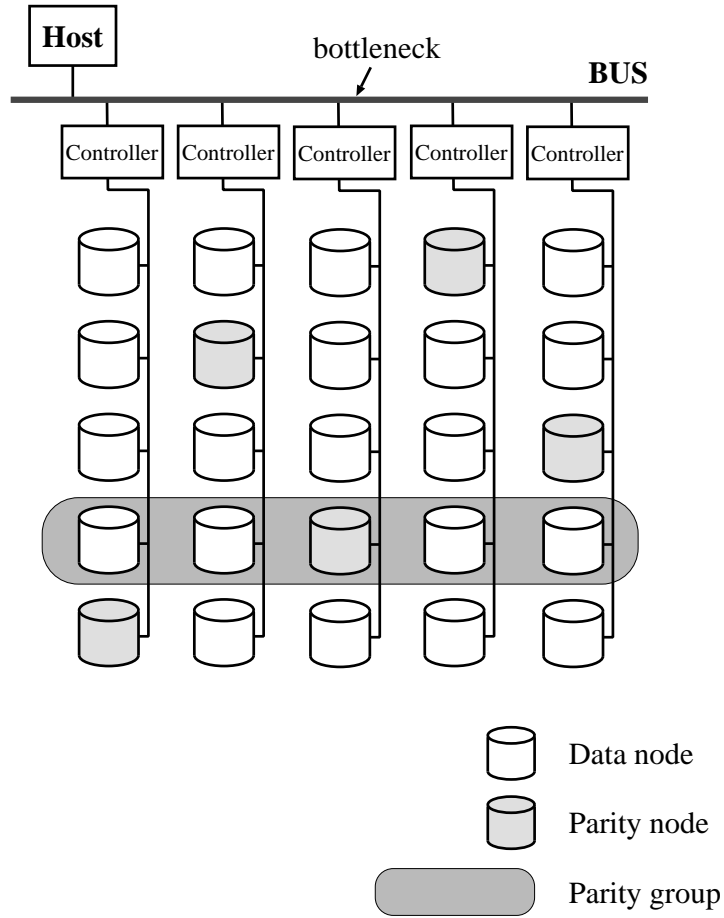 Host
bottleneck
BUS
Controller
Controller
Controller
Controller
Controller
Data node
Parity node
Parity group